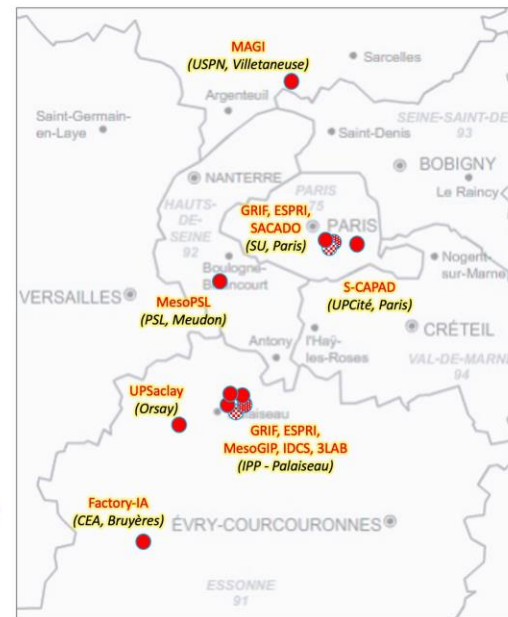 MAGI
(USPN, Villetaneuse)
Sarcelles
Argenteuil
Saint-Germain-
en-Laye
Saint-Denis
SEINE-SAINT-DE
93
NANTERRE
BOBIGNY
Le Raincy
PARIS
75
HAUTS-
DE-
SEINE
92
GRIF, ESPRI,
SACADO
(SU, Paris)
PARIS
Boulogne-
Billancourt
S-CAPAD
(UPCité, Paris)
Nogent-
sur-Marne
VERSAILLES
MesoPSL
(PSL, Meudon)
CRÉTEIL
Antony
l'Haÿ-
les-Roses
VAL-DE-MARNE
94
UPSaclay
(Orsay)
Palaiseau
GRIF, ESPRI,
MesoGIP, IDCS, 3LAB
(IPP - Palaiseau)
Factory-IA
(CEA, Bruyères)
ÉVRY-COURCOURONNES
ESSONNE
91